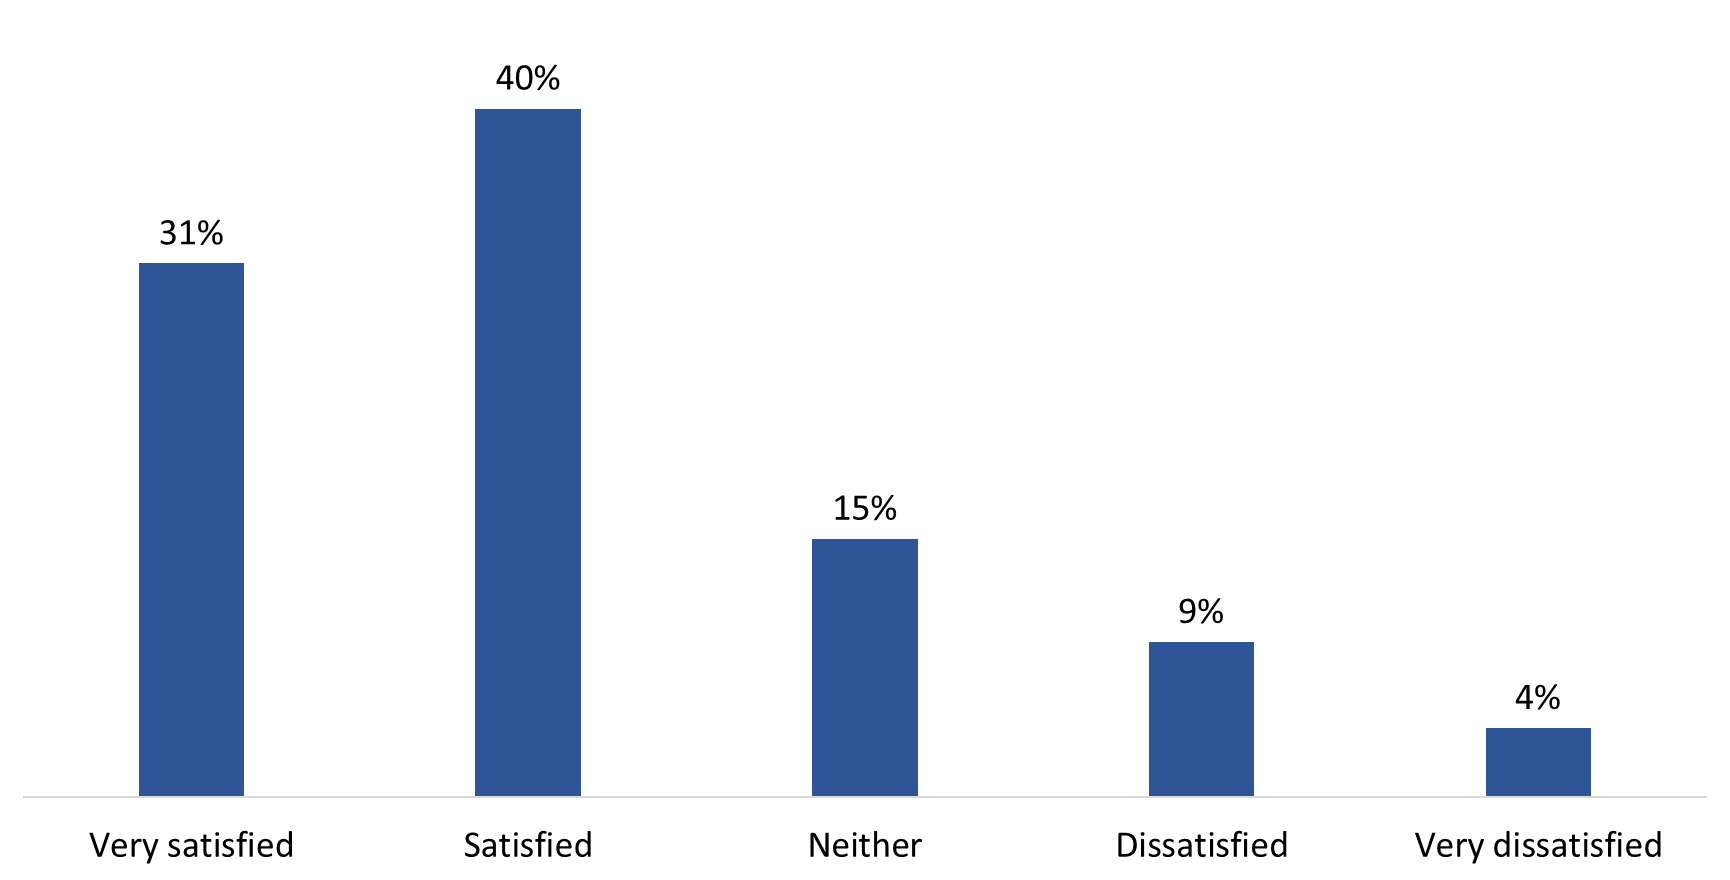 40%
31%
15%
9%
4%
Very satisfied
Satisfied
Neither
Dissatisfied
Very dissatisfied